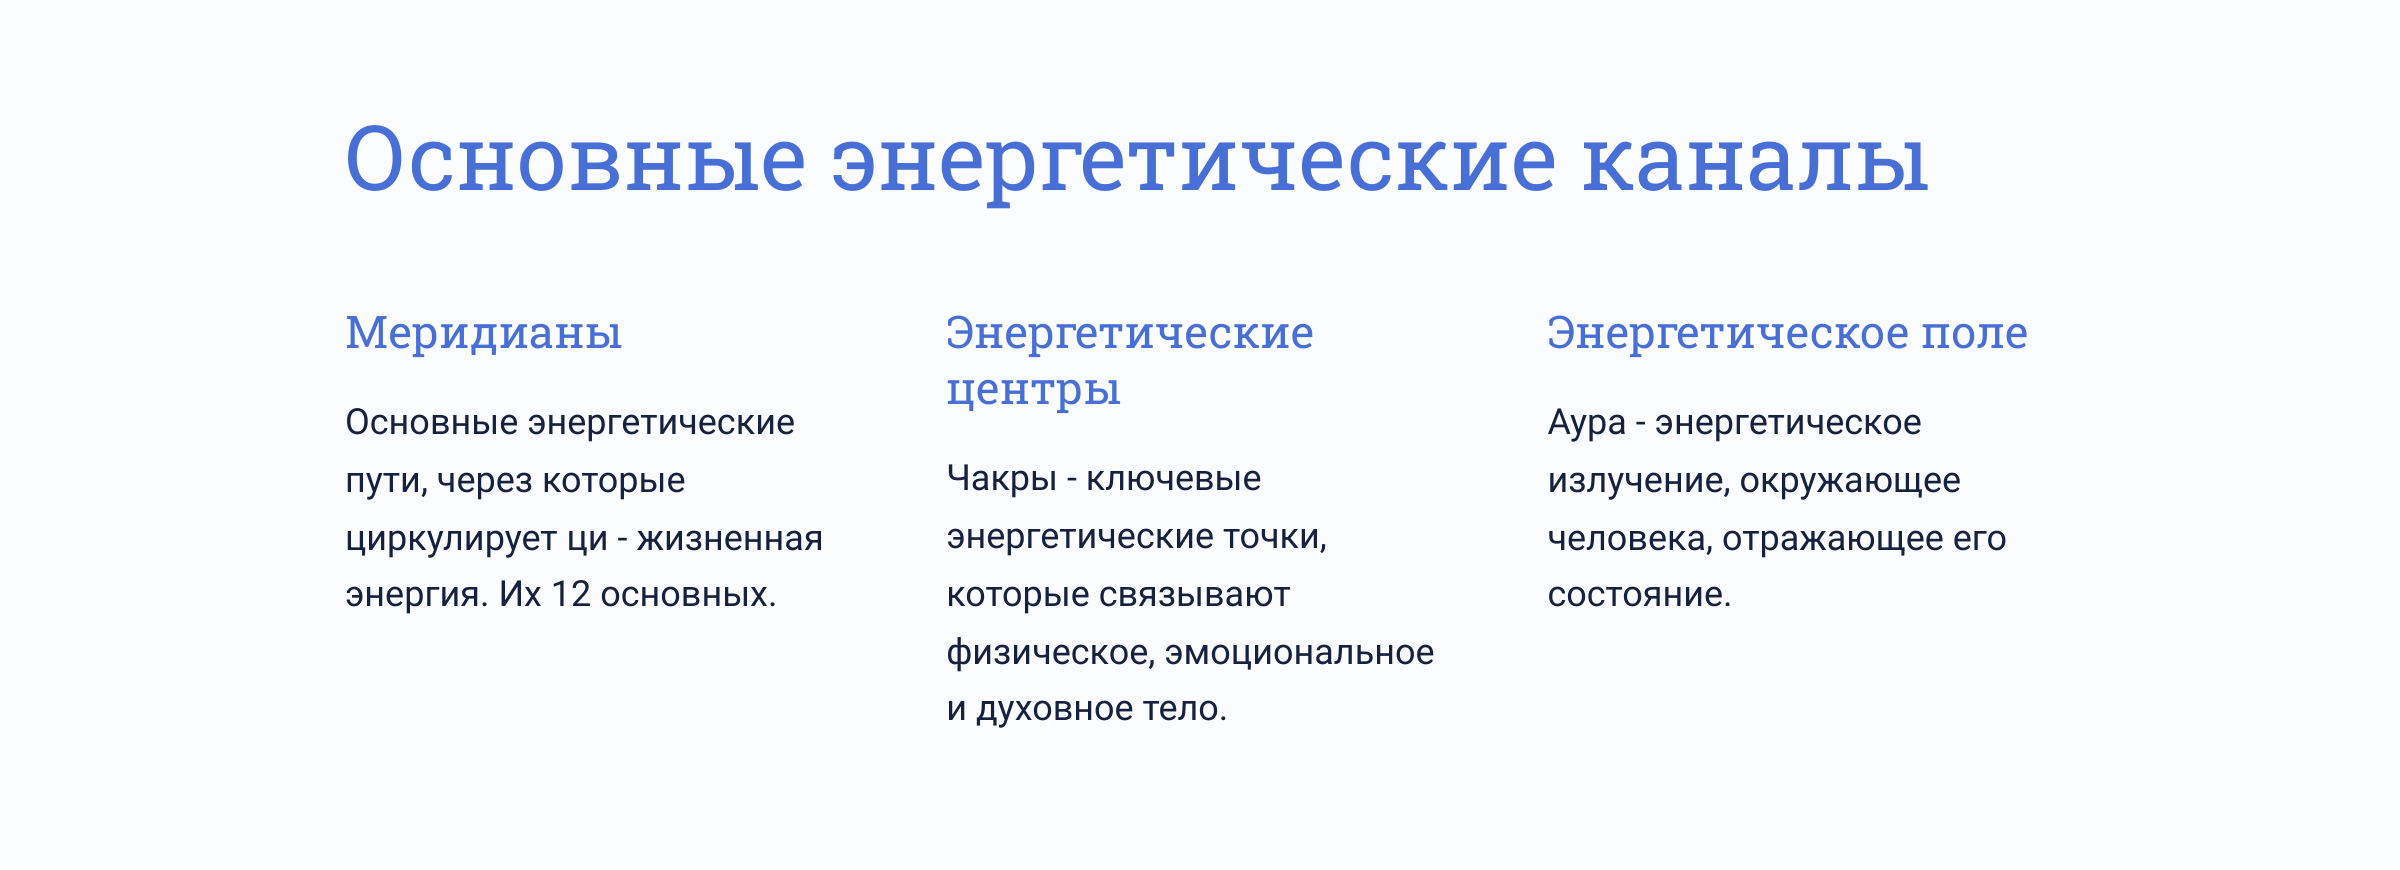 Основные энергетические каналы
Меридианы
Основные энергетические
пути, через которые
циркулирует ци - жизненная
энергия. Их 12 основных.
Энергетические
центры
Чакры - ключевые
энергетические точки,
которые связывают
физическое, эмоциональное
и духовное тело.
Энергетическое поле
Аура - энергетическое
излучение, окружающее
человека, отражающее его
состояние.